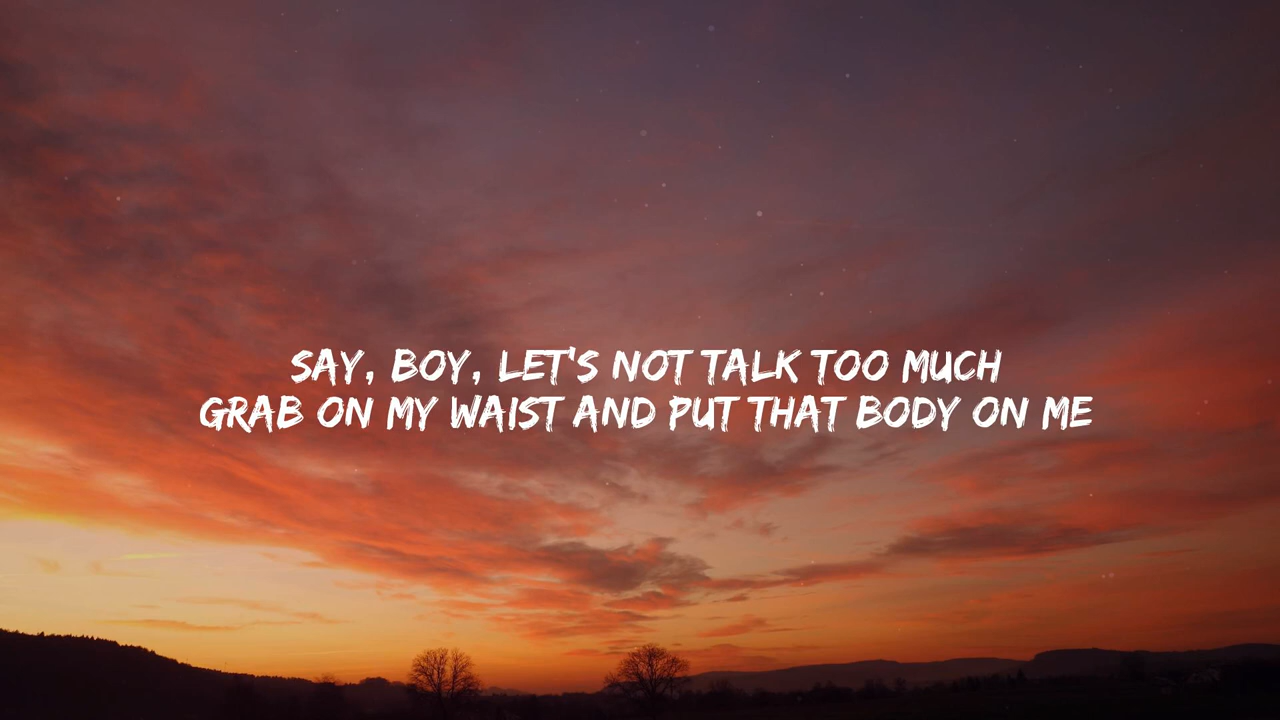 SAY, BOY, LET'S NOT TALK TOO MUCH
GRAB ON MY WAIST AND PUT THAT BODY ON ME